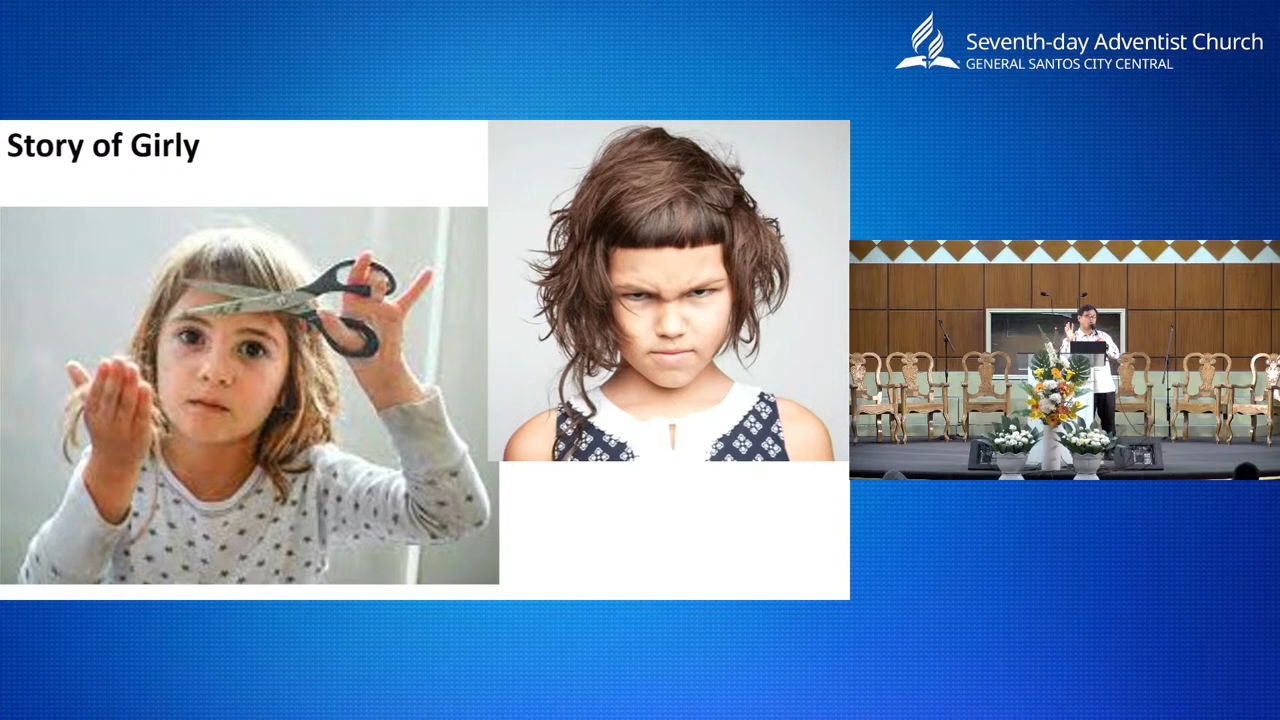 Seventh-day Adventist Church
GENERAL SANTOS CITY CENTRAL
Story of Girly